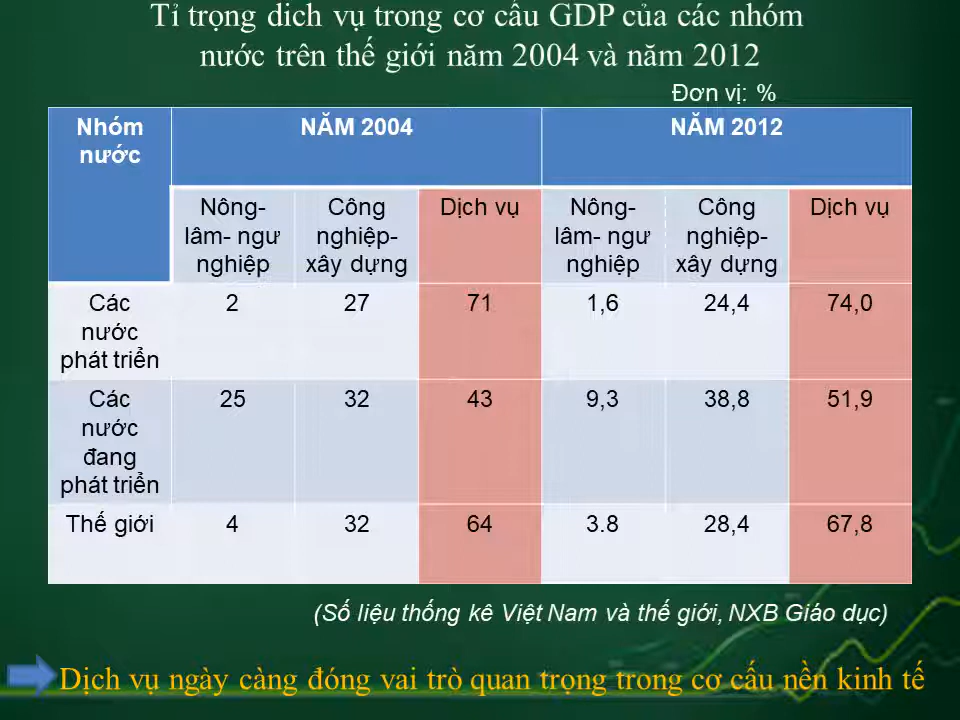 Tỉ trọng dich vụ trong cơ cấu GDP của các nhóm
nước trên thế giới năm 2004 và năm 2012
Đơn vị: %
Nhóm nước NĂM 2004 NĂM 2012
Nông- lâm- ngư nghiệp Công nghiệp- xây dựng Dịch vụ Nông- lâm- ngư nghiệp Công nghiệp- xây dựng Dịch vụ
Các nước phát triển 2 27 71 1,6 24,4 74,0
Các nước đang phát triển 25 32 43 9,3 38,8 51,9
Thế giới 4 32 64 3.8 28,4 67,8
(Số liệu thống kê Việt Nam và thế giới, NXB Giáo dục)
Dịch vụ ngày càng đóng vai trò quan trọng trong cơ cấu nền kinh tế